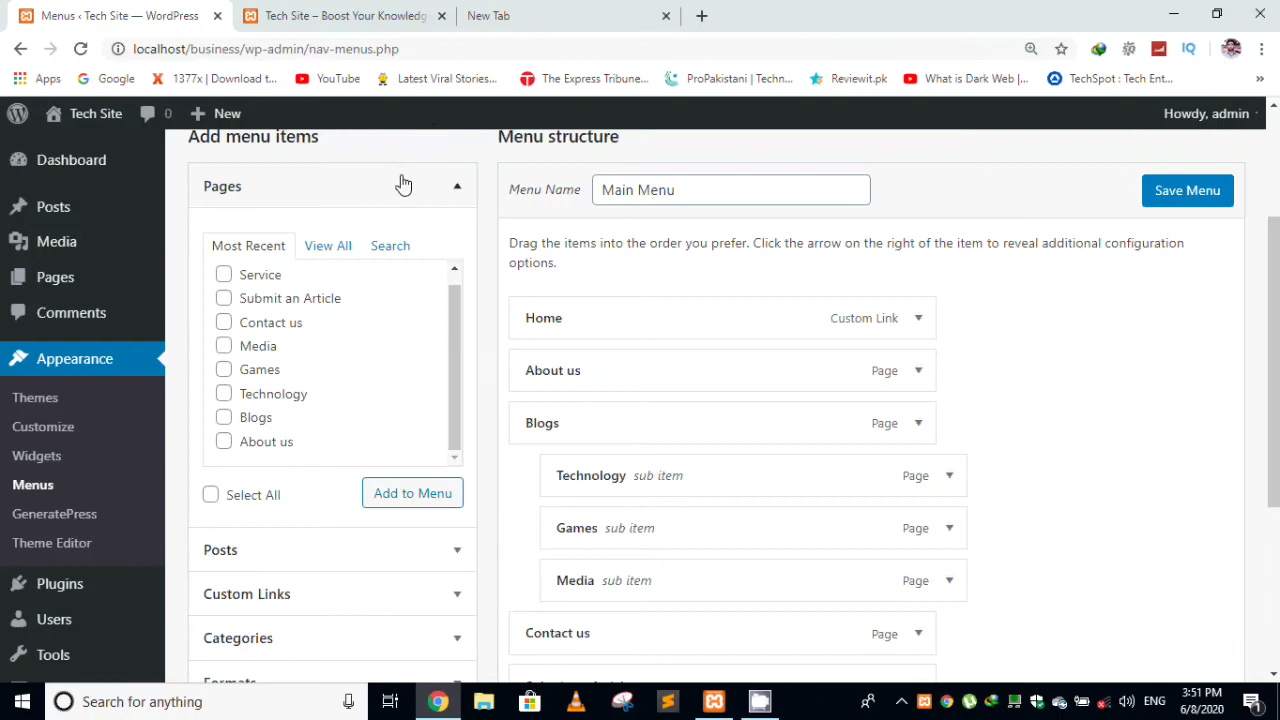 Menus ‹ Tech Site — WordPress
Tech Site – Boost Your Knowledg
New Tab
localhost/business/wp-admin/nav-menus.php
Apps
Google
1377x | Download t...
YouTube
Latest Viral Stories...
The Express Tribune...
ProPakistani | Techn...
Reviewit.pk
What is Dark Web |...
TechSpot : Tech Ent...
»
IQ
Tech Site
0
New
Howdy, admin
Dashboard
Posts
Media
Pages
Comments
Appearance
Themes
Customize
Widgets
Menus
GeneratePress
Theme Editor
Plugins
Users
Tools
Add menu items
Pages
Most Recent
View All
Search
Service
Submit an Article
Contact us
Media
Games
Technology
Blogs
About us
Select All
Add to Menu
Posts
Custom Links
Categories
Formats
Menu structure
Menu Name
Main Menu
Save Menu
Drag the items into the order you prefer. Click the arrow on the right of the item to reveal additional configuration
options.
Home
Custom Link
About us
Page
Blogs
Page
Technology sub item
Page
Games sub item
Page
Media sub item
Page
Contact us
Page
Search for anything
ENG
3:51 PM
6/8/2020
1